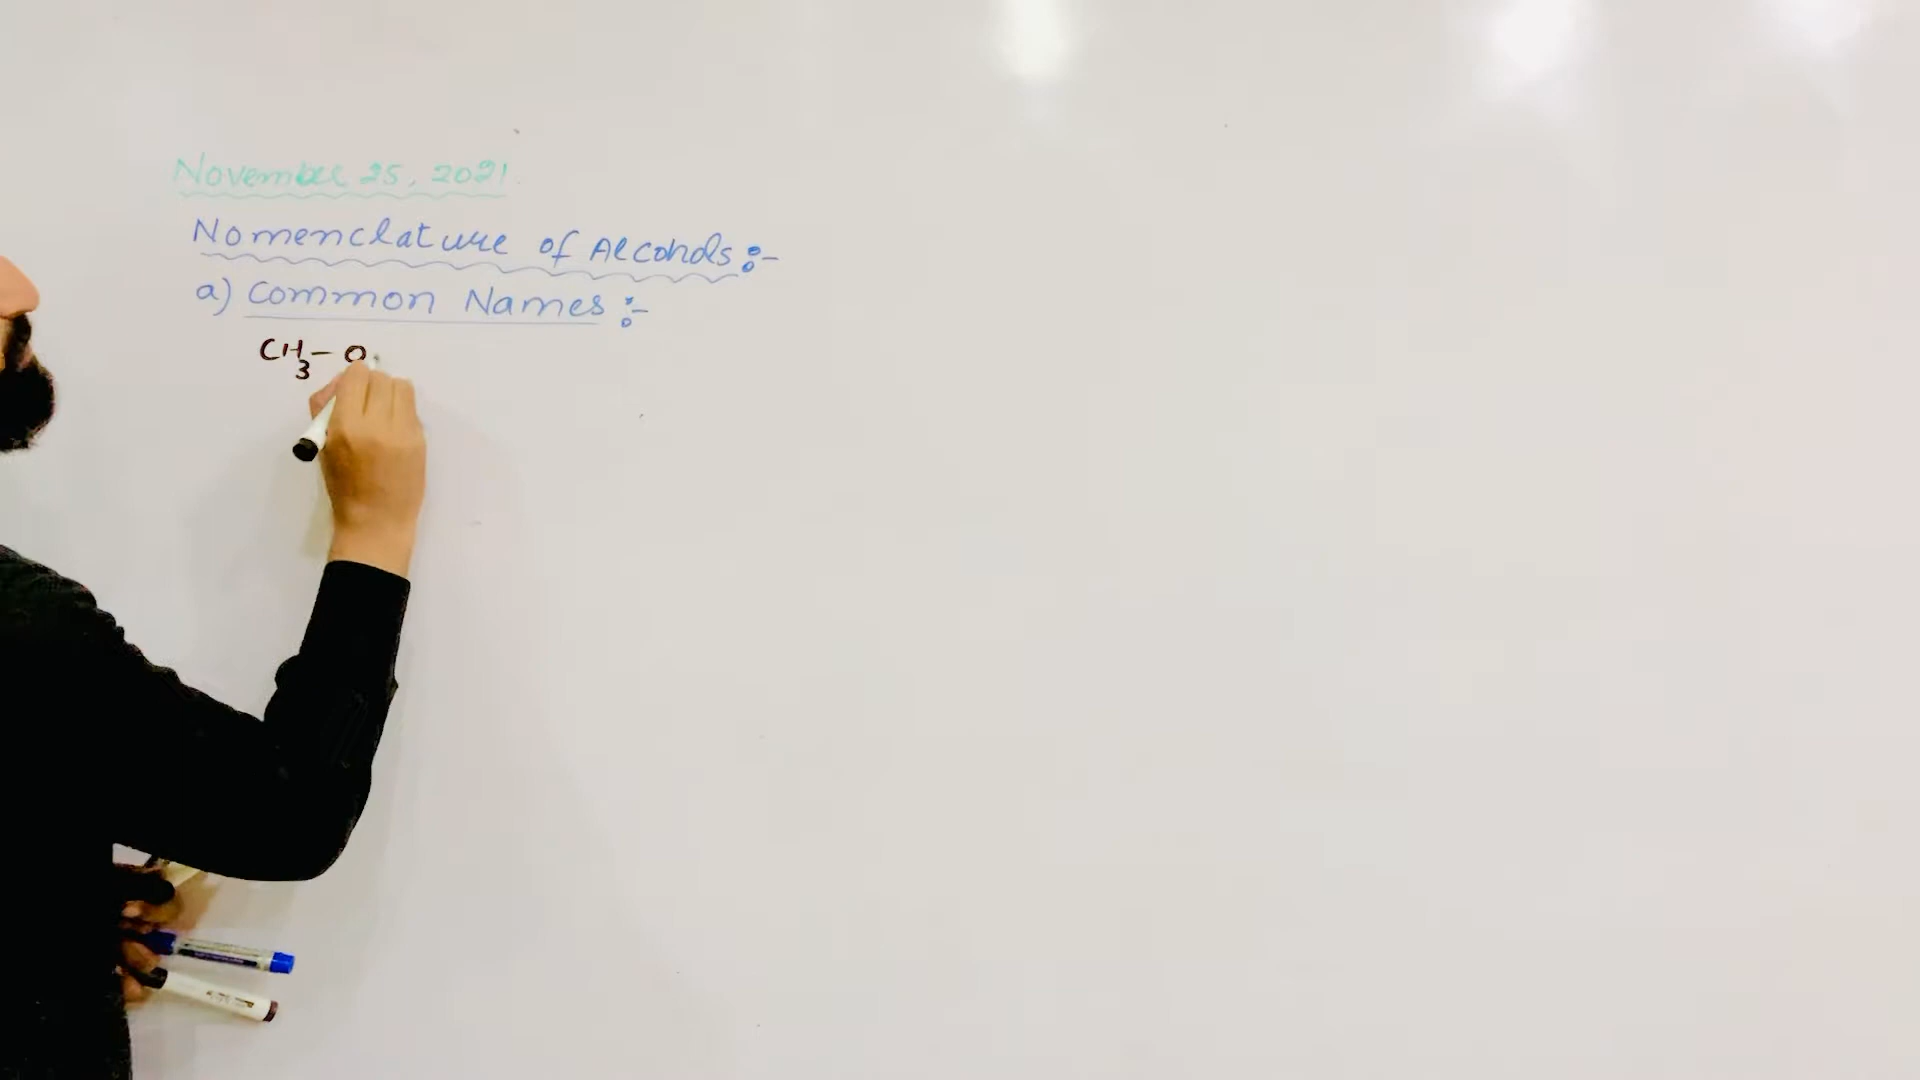 November 25, 2021.
Nomenclature of Alcohols :-
a) Common Names :-
CH3 - O